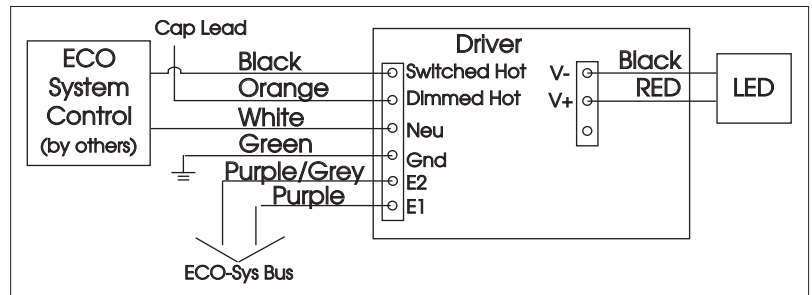 Cap Lead
ECO
System
Control
(by others)
Black
Orange
White
Green
Purple/Grey
Purple
ECO-Sys Bus
Driver
Switched Hot
Dimmed Hot
Neu
Gnd
E2
E1
V-
V+
Black
RED
LED